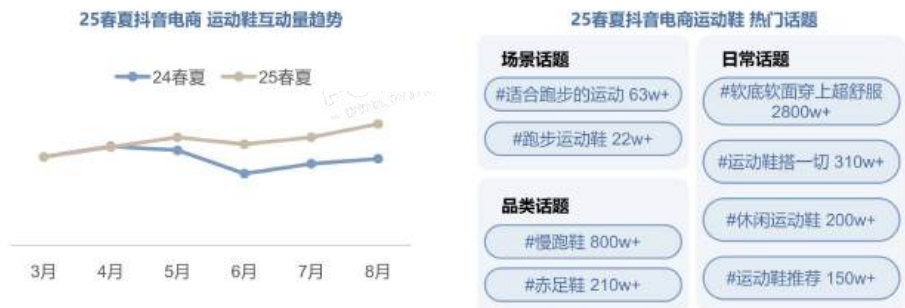 25春夏抖音电商 运动鞋互动量趋势
24春夏 25春夏
3月 4月 5月 6月 7月 8月
25春夏抖音电商运动鞋 热门话题
场景话题
#适合跑步的运动 63w+
#跑步运动鞋 22w+
品类话题
#慢跑鞋 800w+
#赤足鞋 210w+
日常话题
#软底软面穿上超舒服
2800w+
#运动鞋搭一切 310w+
#休闲运动鞋 200w+
#运动鞋推荐 150w+